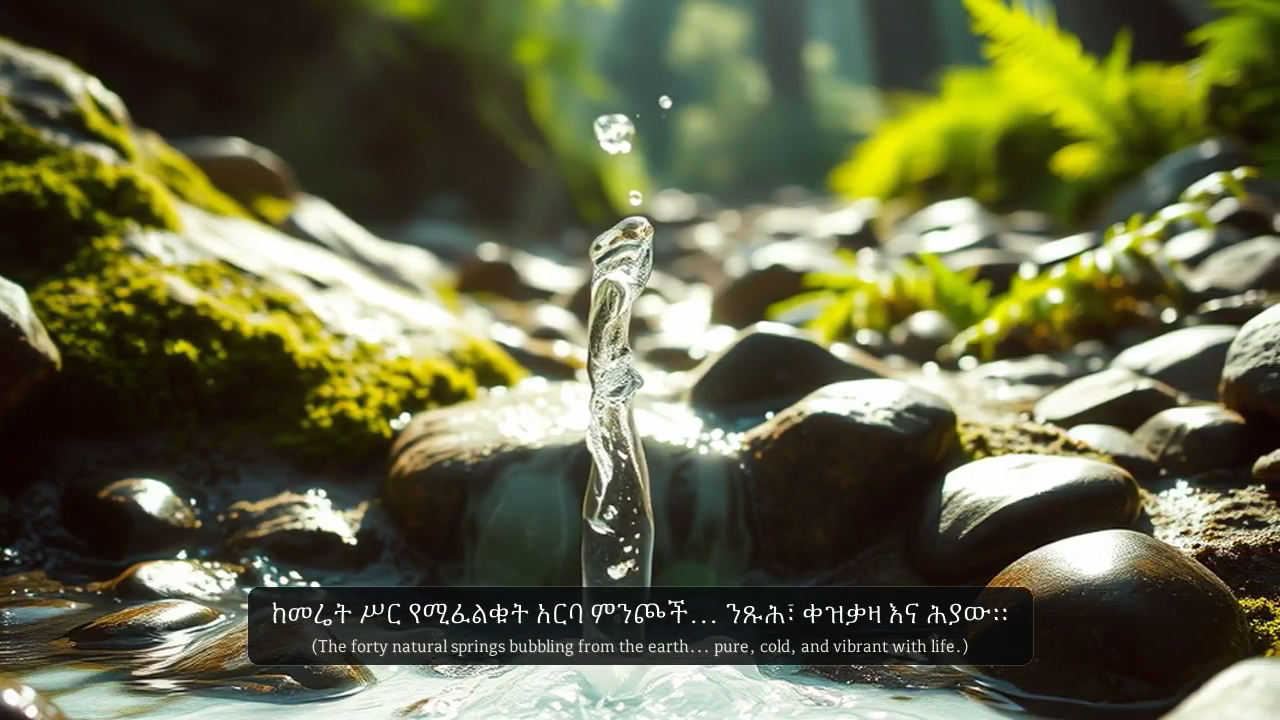 ከመሬት ሥር የሚፈልቁት አርባ ምንጮች... ንጹሕ፣ ቀዝቃዛ እና ሕያው፡፡
(The forty natural springs bubbling from the earth... pure, cold, and vibrant with life.)